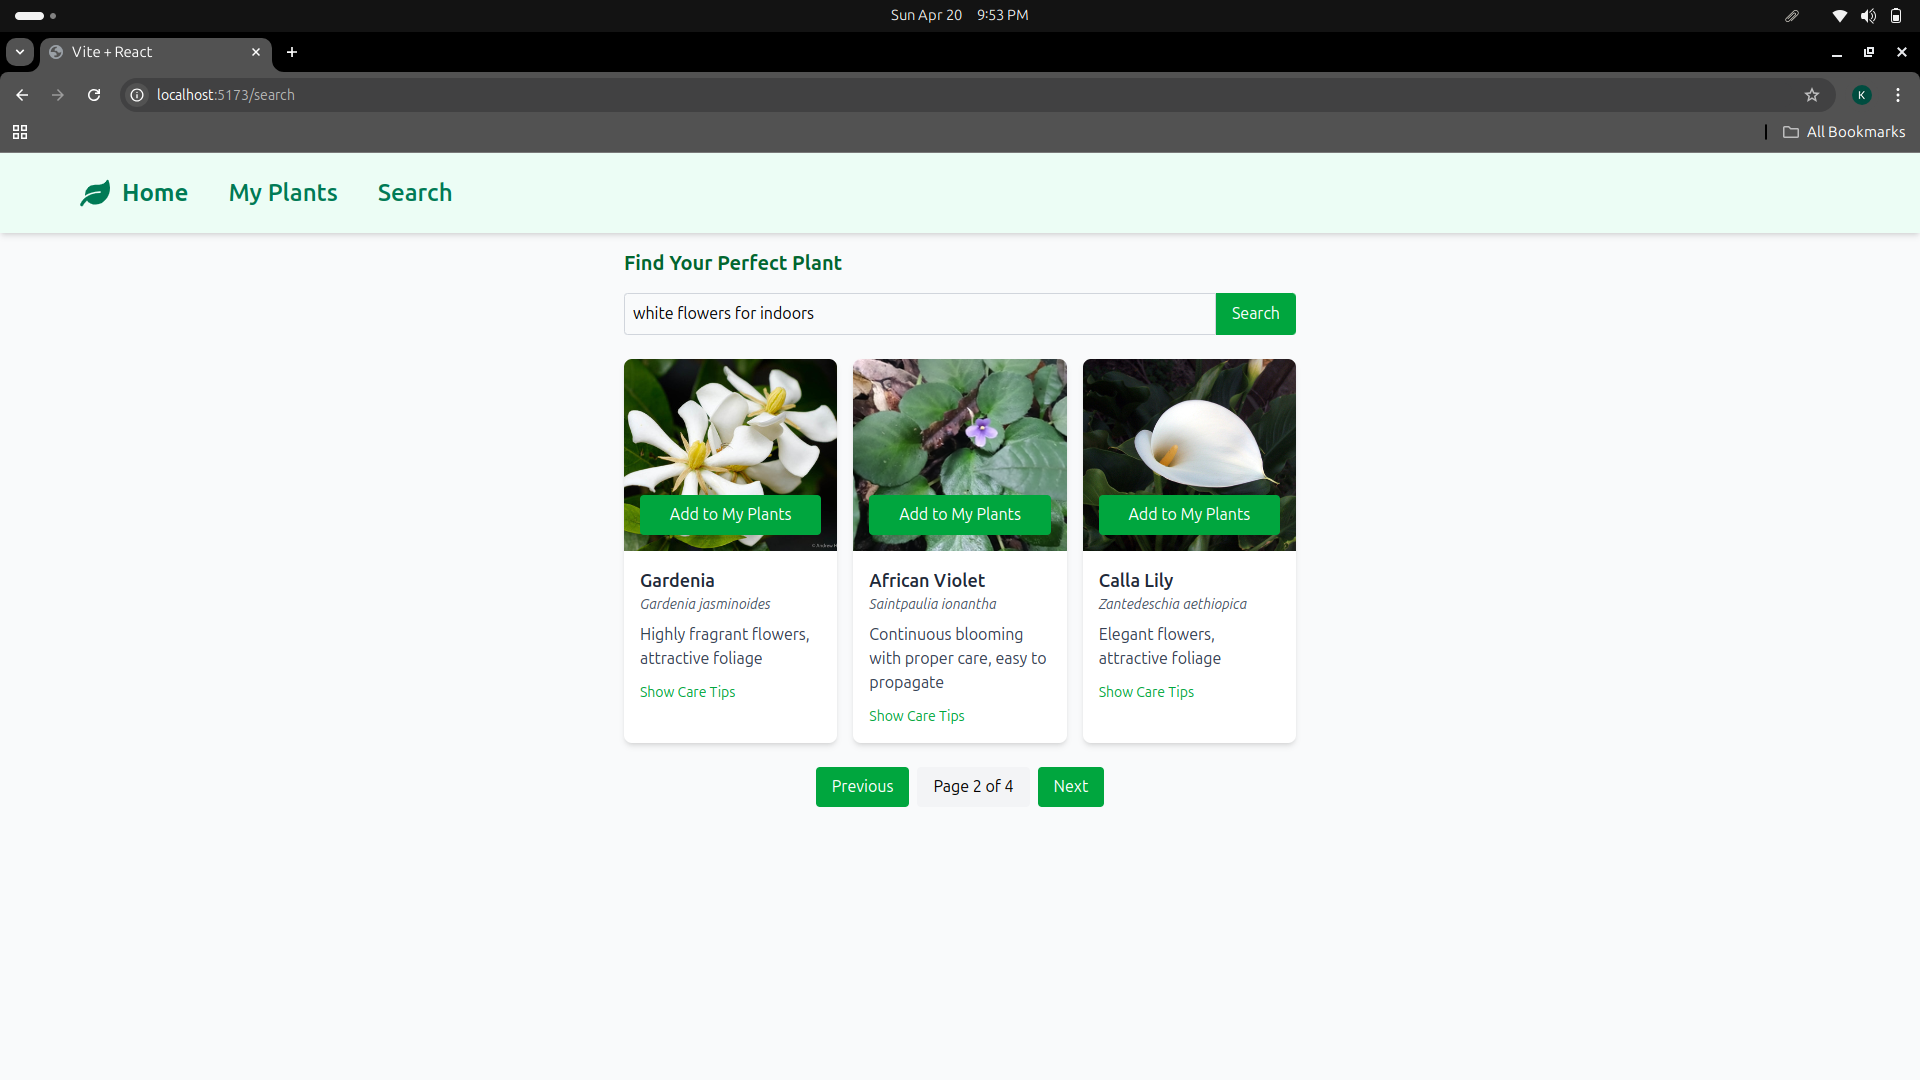 Sun Apr 20 9:53 PM
Vite + React
localhost:5173/search
All Bookmarks
Home My Plants Search
Find Your Perfect Plant
white flowers for indoors
Search
Add to My Plants
Gardenia
Gardenia jasminoides
Highly fragrant flowers,
attractive foliage
Show Care Tips
Add to My Plants
African Violet
Saintpaulia ionantha
Continuous blooming
with proper care, easy to
propagate
Show Care Tips
Add to My Plants
Calla Lily
Zantedeschia aethiopica
Elegant flowers,
attractive foliage
Show Care Tips
Previous Page 2 of 4 Next
K